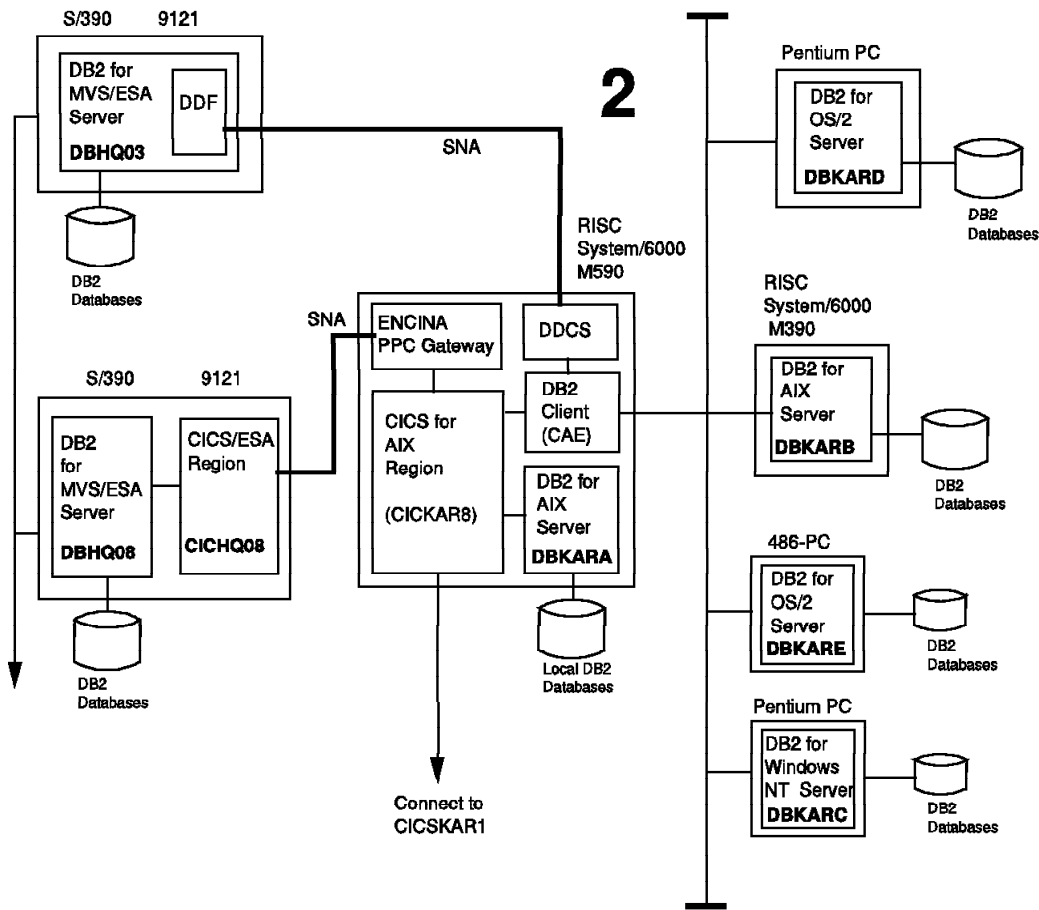 S/390 9121
DB2 for
MVS/ESA
Server
DBHQ03
DDF
DB2
Databases
SNA
2
S/390 9121
DB2
for
MVS/ESA
Server
DBHQ08
CICS/ESA
Region
CICHQ08
DB2
Databases
SNA
RISC
System/6000
M590
ENCINA
PPC Gateway
DDCS
CICS for
AIX
Region
(CICKAR8)
DB2
Client
(CAE)
DB2 for
AIX
Server
DBKARA
Local DB2
Databases
Connect to
CICSKAR1
Pentium PC
DB2 for
OS/2
Server
DBKARD
DB2
Databases
RISC
System/6000
M390
DB2 for
AIX
Server
DBKARB
DB2
Databases
486-PC
DB2 for
OS/2
Server
DBKARE
DB2
Databases
Pentium PC
DB2 for
Windows
NT Server
DBKARC
DB2
Databases